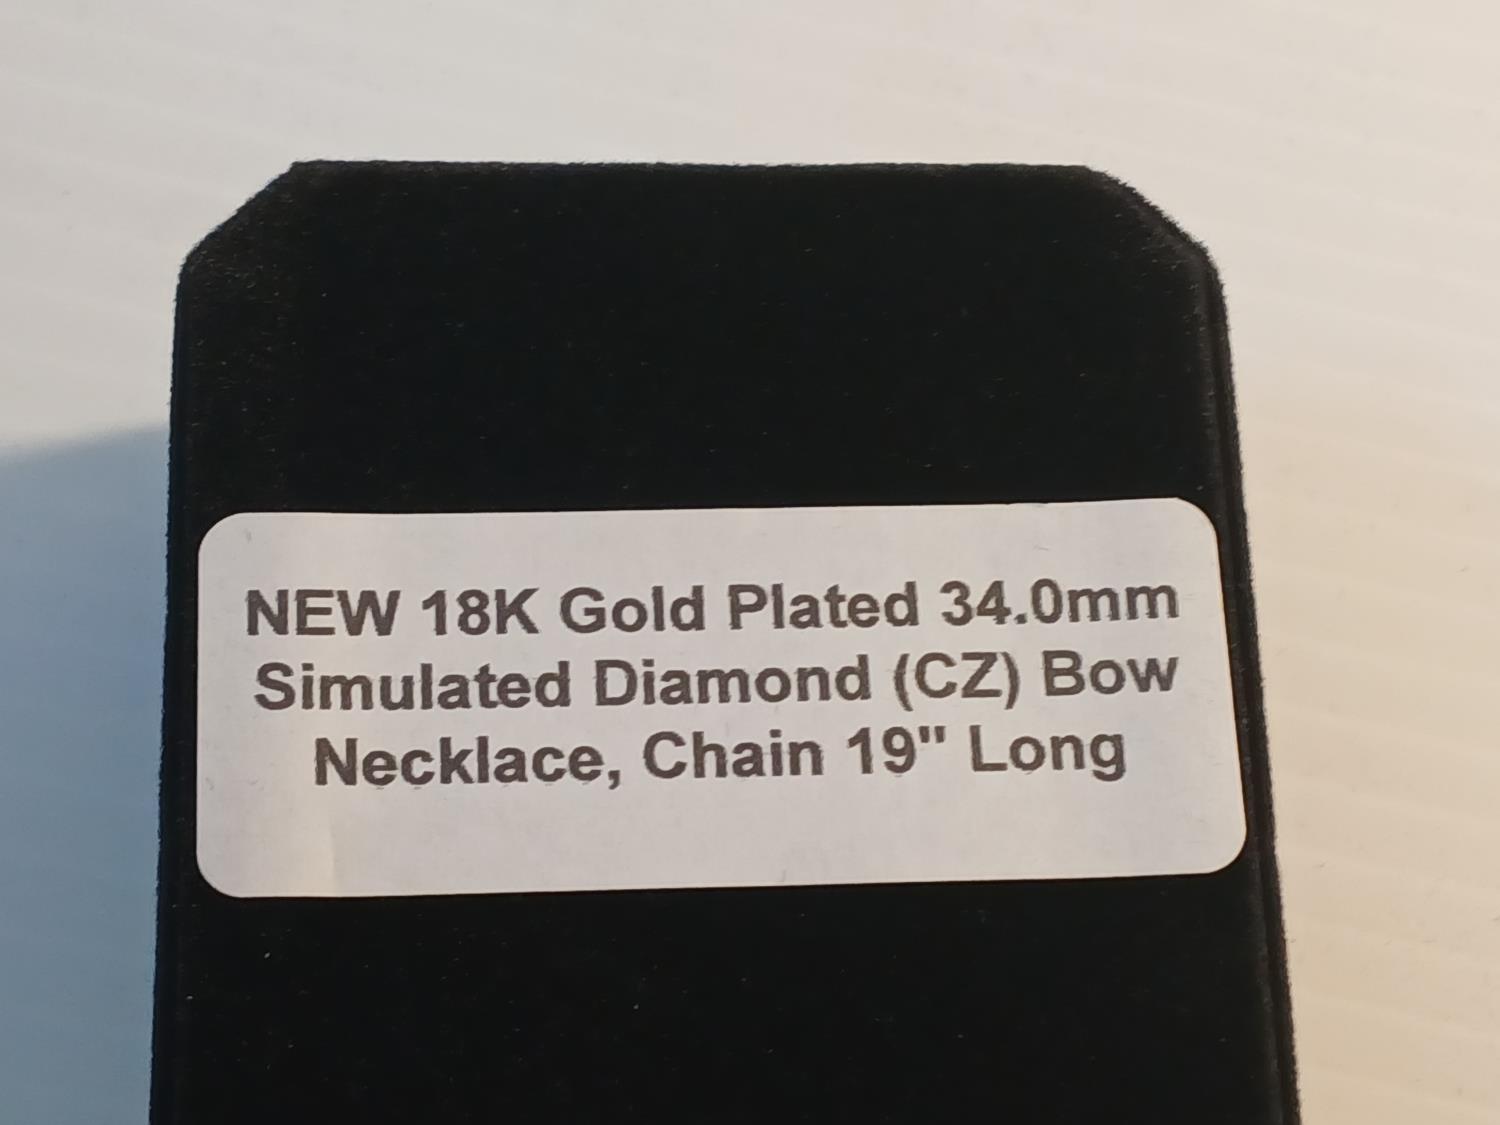 NEW 18K Gold Plated 34.0mm
Simulated Diamond (CZ) Bow
Necklace, Chain 19" Long